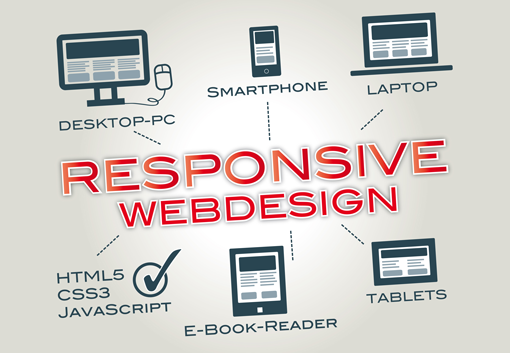 DESKTOP-PC
SMARTPHONE
LAPTOP
RESPONSIVE
WEBDESIGN
HTML5
CSS3
JAVASCRIPT
E-BOOK-READER
TABLETS